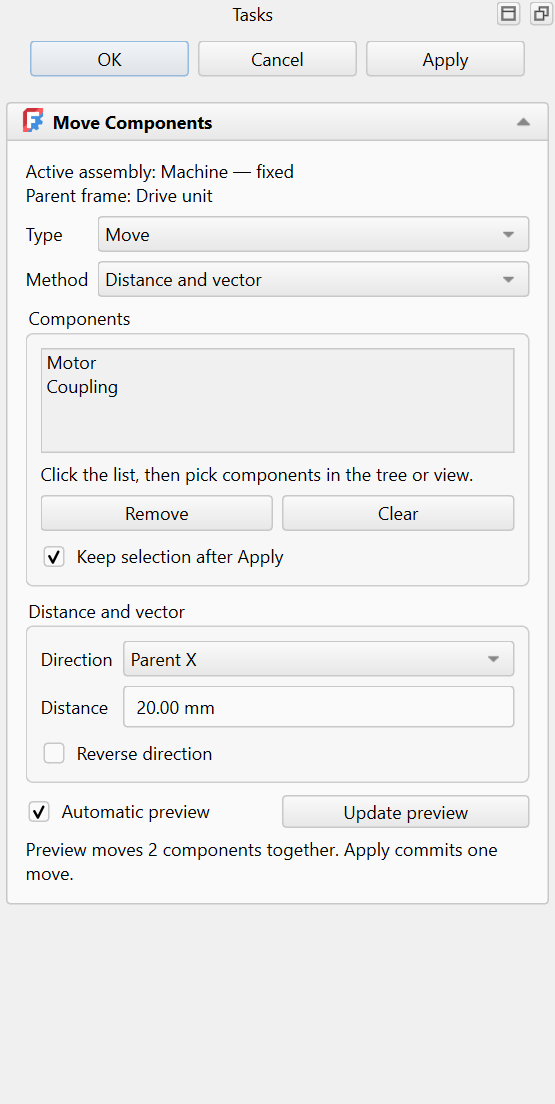 Tasks
OK Cancel Apply
Move Components
Active assembly: Machine — fixed
Parent frame: Drive unit
Type Move
Method Distance and vector
Components
Motor
Coupling
Click the list, then pick components in the tree or view.
Remove Clear
Keep selection after Apply
Distance and vector
Direction Parent X
Distance 20.00 mm
Reverse direction
Automatic preview Update preview
Preview moves 2 components together. Apply commits one
move.